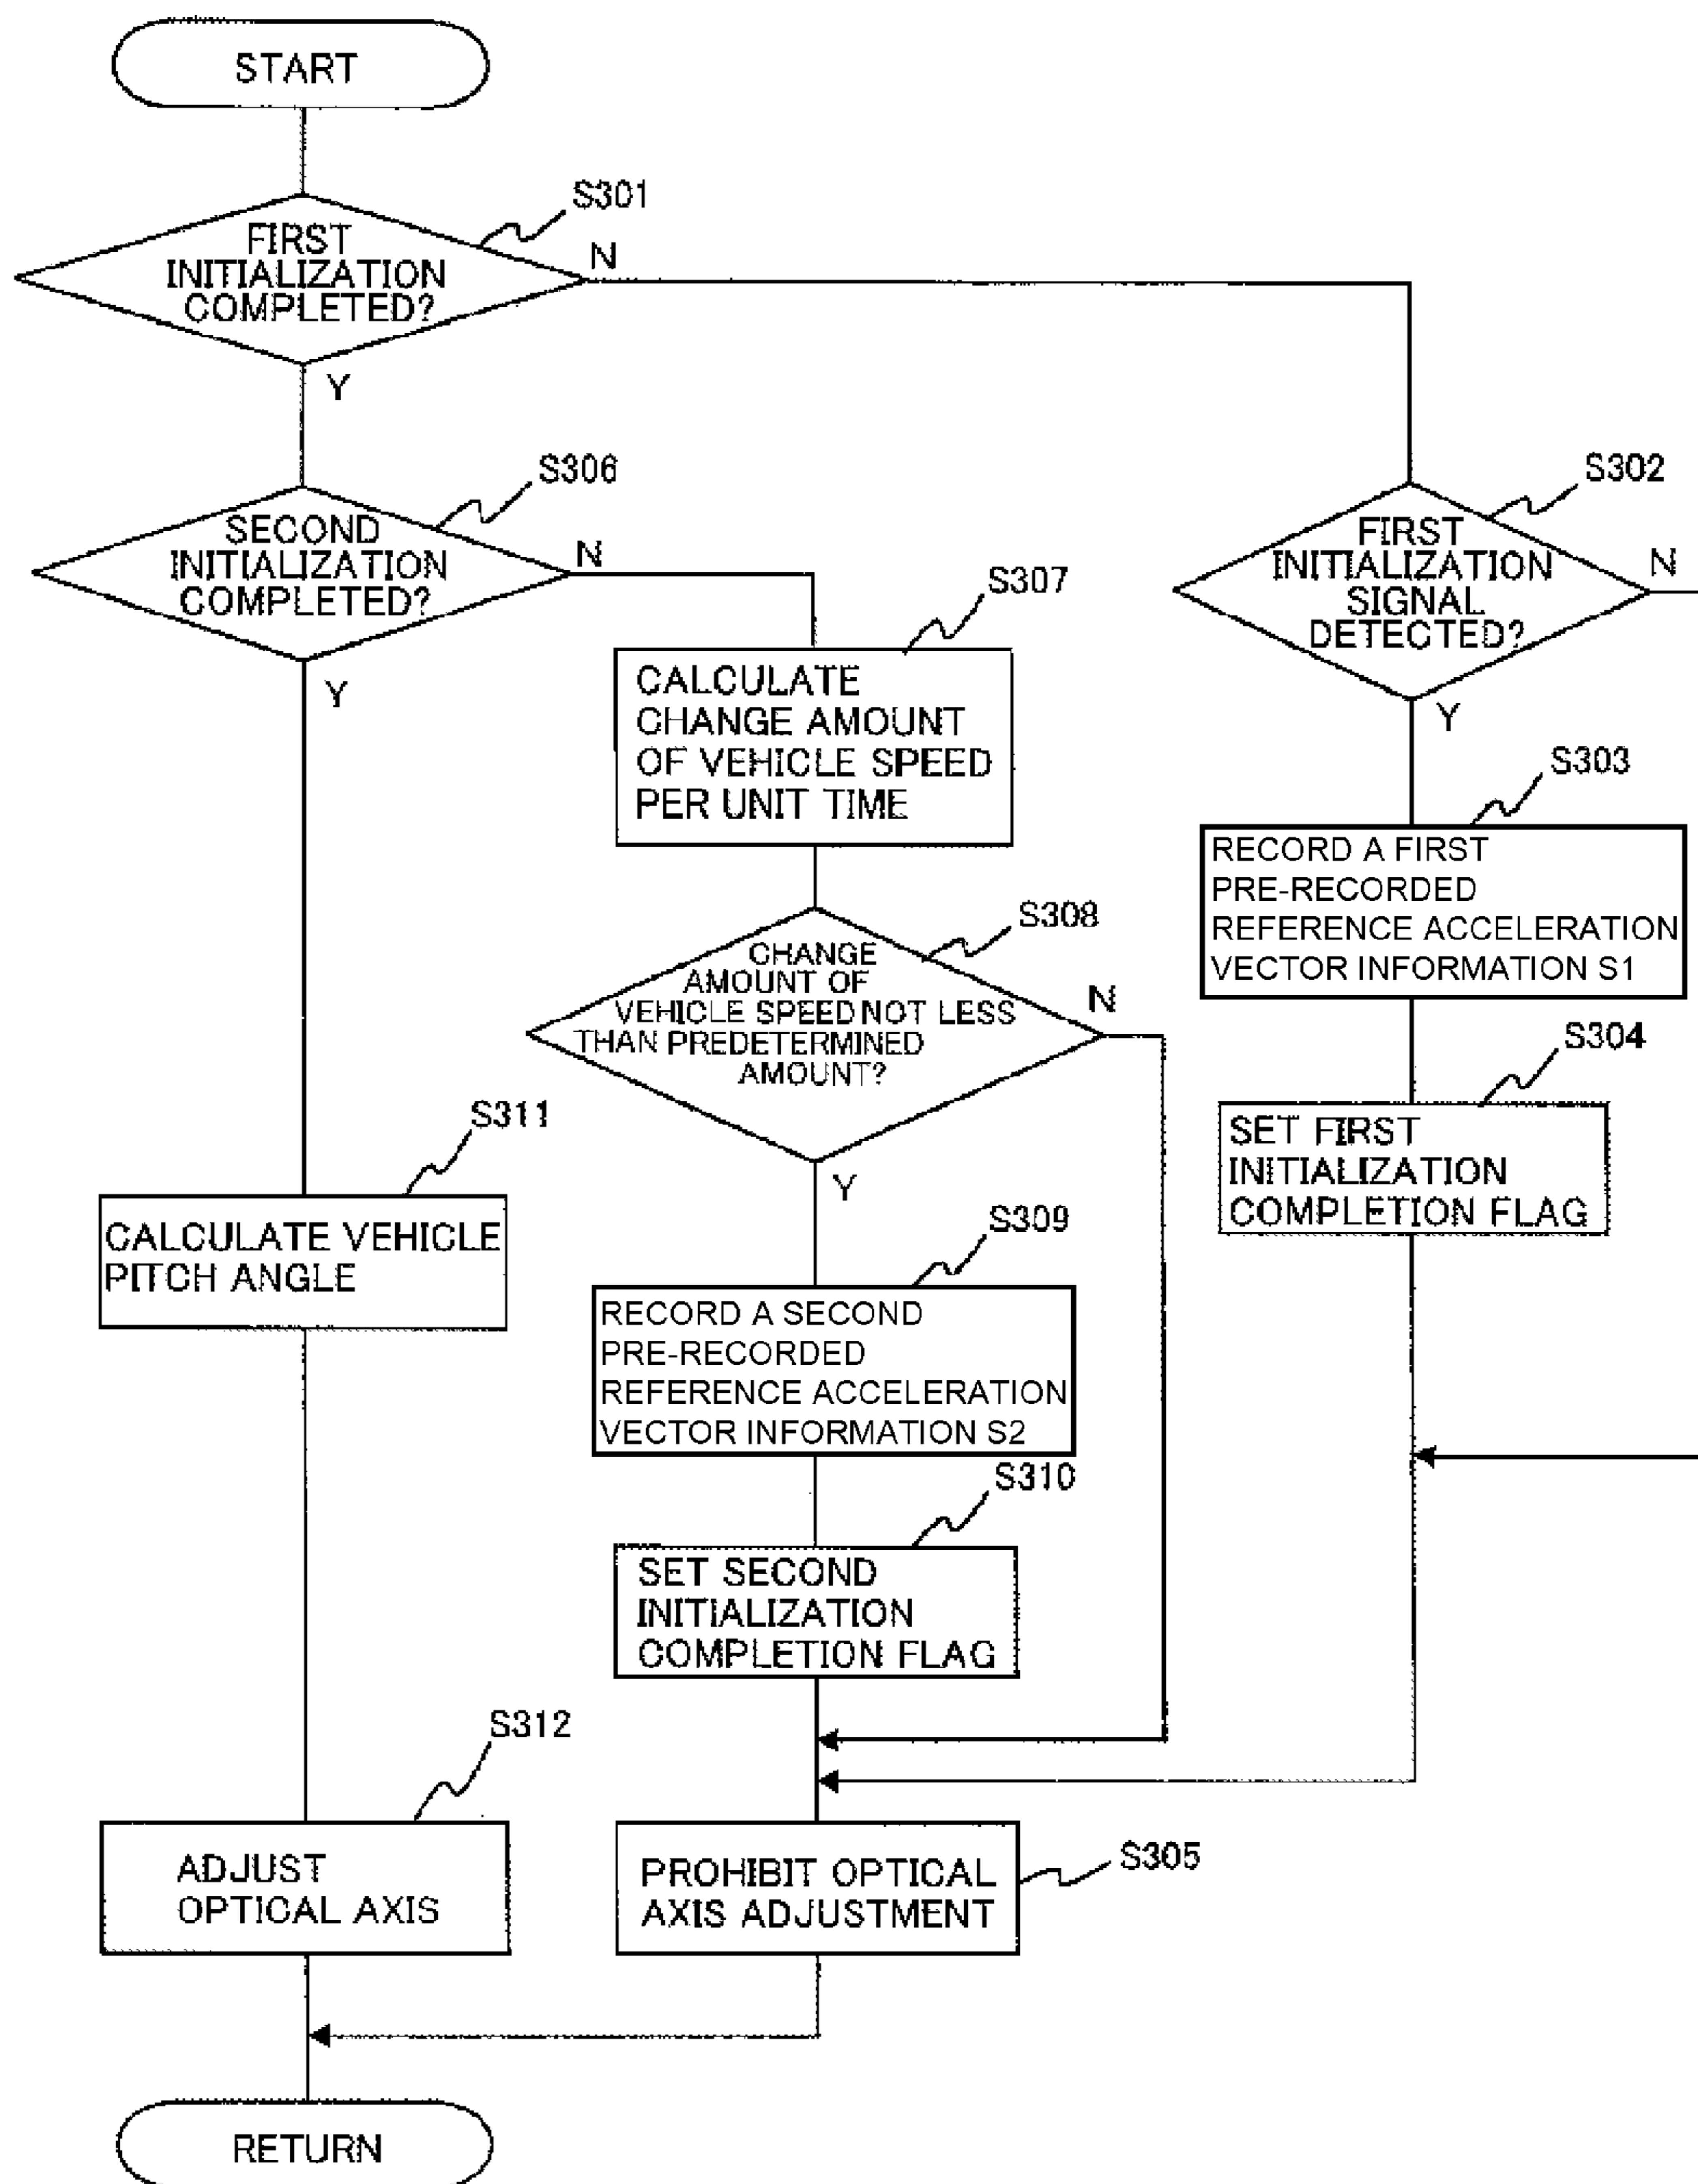 START
S301
FIRST
INITIALIZATION
COMPLETED?
N
Y
S306
SECOND
INITIALIZATION
COMPLETED?
N
Y
S302
FIRST
INITIALIZATION
SIGNAL
DETECTED?
N
Y
S307
CALCULATE
CHANGE AMOUNT
OF VEHICLE SPEED
PER UNIT TIME
S303
RECORD A FIRST
PRE-RECORDED
REFERENCE ACCELERATION
VECTOR INFORMATION S1
S308
CHANGE
AMOUNT OF
VEHICLE SPEED NOT LESS
THAN PREDETERMINED
AMOUNT?
N
Y
S304
SET FIRST
INITIALIZATION
COMPLETION FLAG
S311
CALCULATE VEHICLE
PITCH ANGLE
S309
RECORD A SECOND
PRE-RECORDED
REFERENCE ACCELERATION
VECTOR INFORMATION S2
S310
SET SECOND
INITIALIZATION
COMPLETION FLAG
S312
ADJUST
OPTICAL AXIS
S305
PROHIBIT OPTICAL
AXIS ADJUSTMENT
RETURN